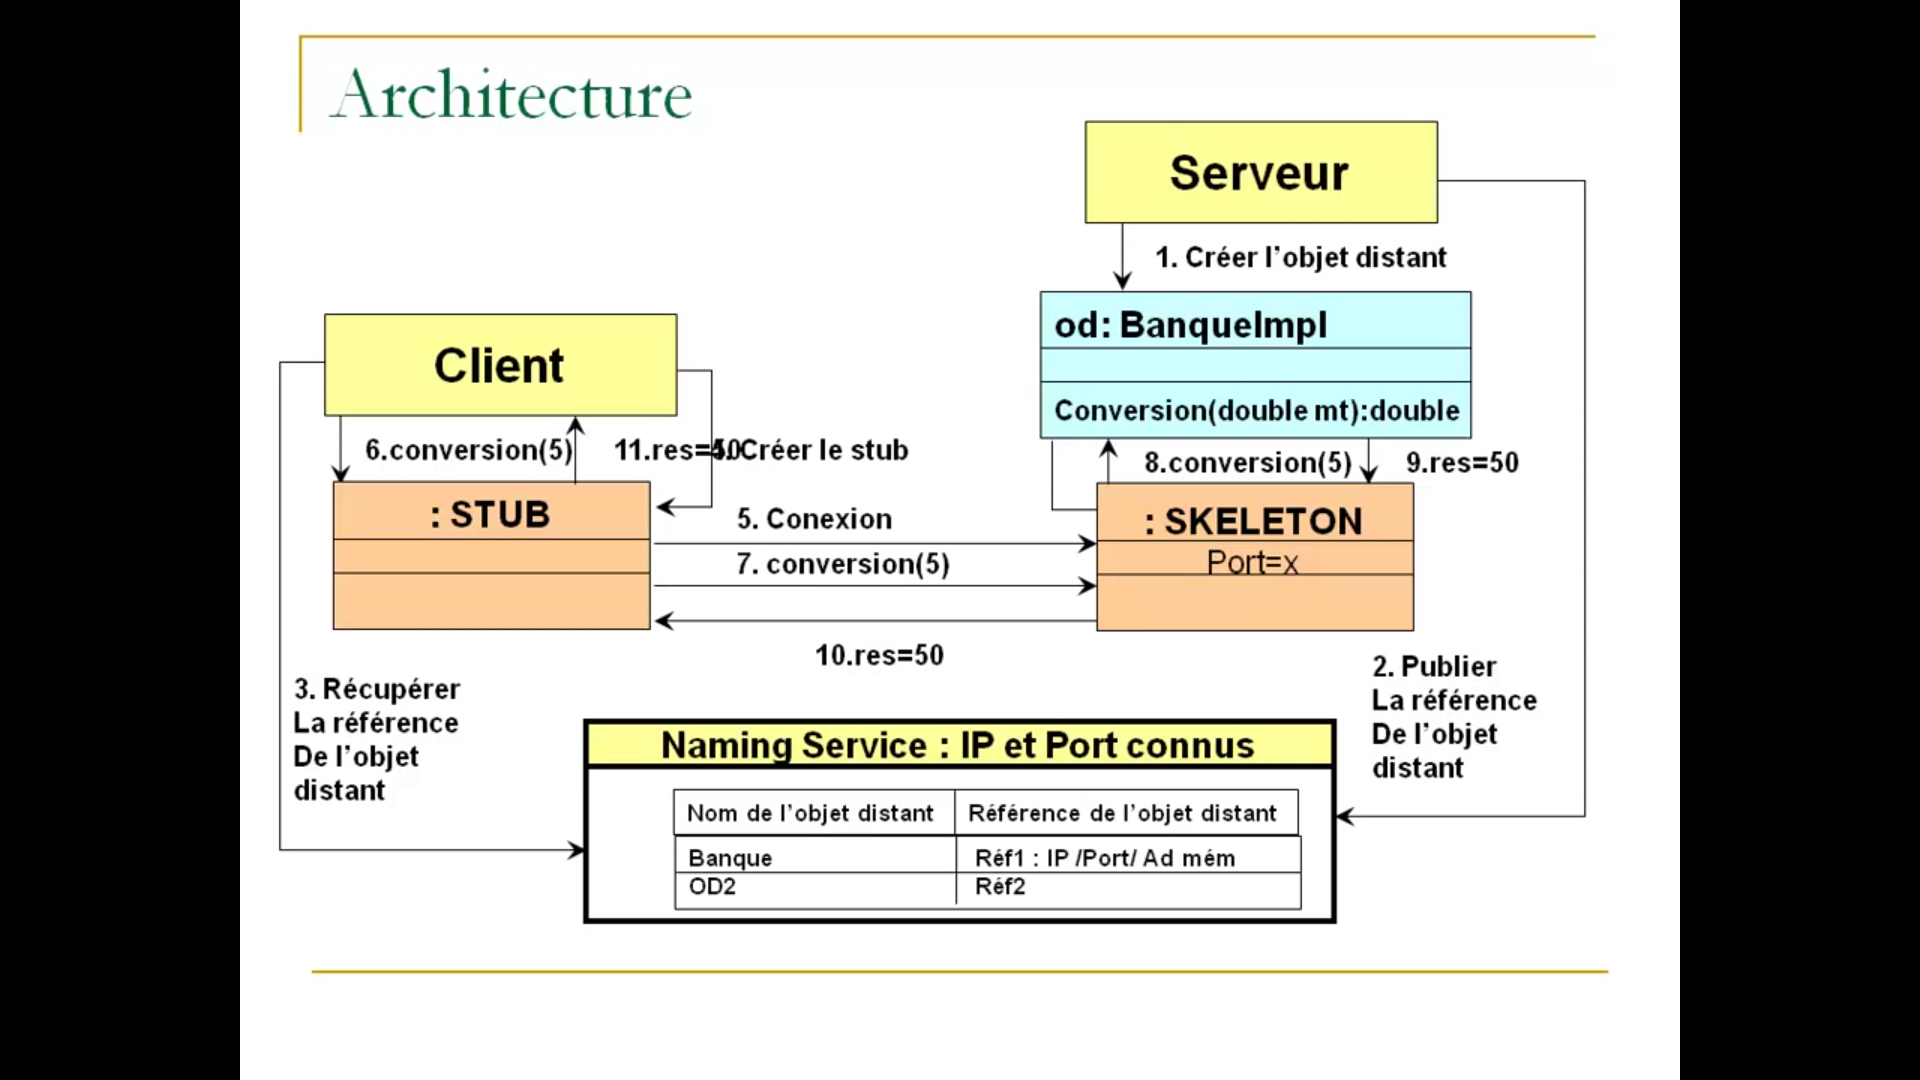 Architecture
Serveur
1. Créer l’objet distant
od: BanqueImpl
Conversion(double mt):double
Client
6.conversion(5)
11.res=50
4. Créer le stub
8.conversion(5)
9.res=50
: STUB
5. Conexion
7. conversion(5)
: SKELETON
Port=x
10.res=50
3. Récupérer
La référence
De l’objet
distant
2. Publier
La référence
De l’objet
distant
Naming Service : IP et Port connus
Nom de l’objet distant Référence de l’objet distant
Banque Réf1 : IP /Port/ Ad mém
OD2 Réf2